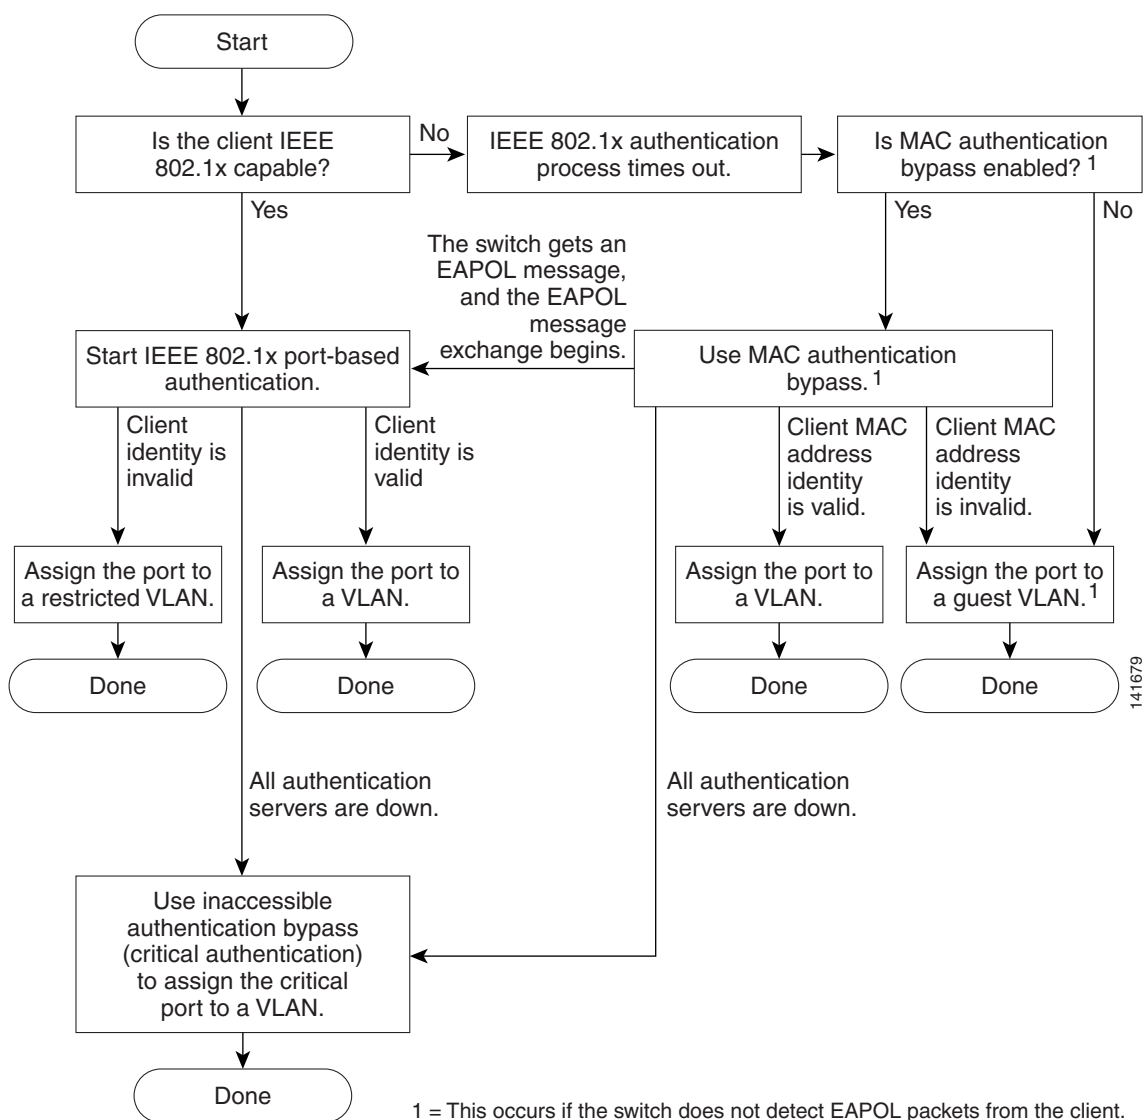 Start
Is the client IEEE
802.1x capable?
No
IEEE 802.1x authentication
process times out.
Is MAC authentication
bypass enabled? 1
Yes
Yes
No
The switch gets an
EAPOL message,
and the EAPOL
message
exchange begins.
Start IEEE 802.1x port-based
authentication.
Use MAC authentication
bypass. 1
Client
identity is
invalid
Client
identity is
valid
Client MAC
address
identity
is valid.
Client MAC
address
identity
is invalid.
Assign the port to
a restricted VLAN.
Assign the port to
a VLAN.
Assign the port to
a VLAN.
Assign the port to
a guest VLAN. 1
Done
Done
Done
Done
141679
All authentication
servers are down.
All authentication
servers are down.
Use inaccessible
authentication bypass
(critical authentication)
to assign the critical
port to a VLAN.
Done
1 = This occurs if the switch does not detect EAPOL packets from the client.